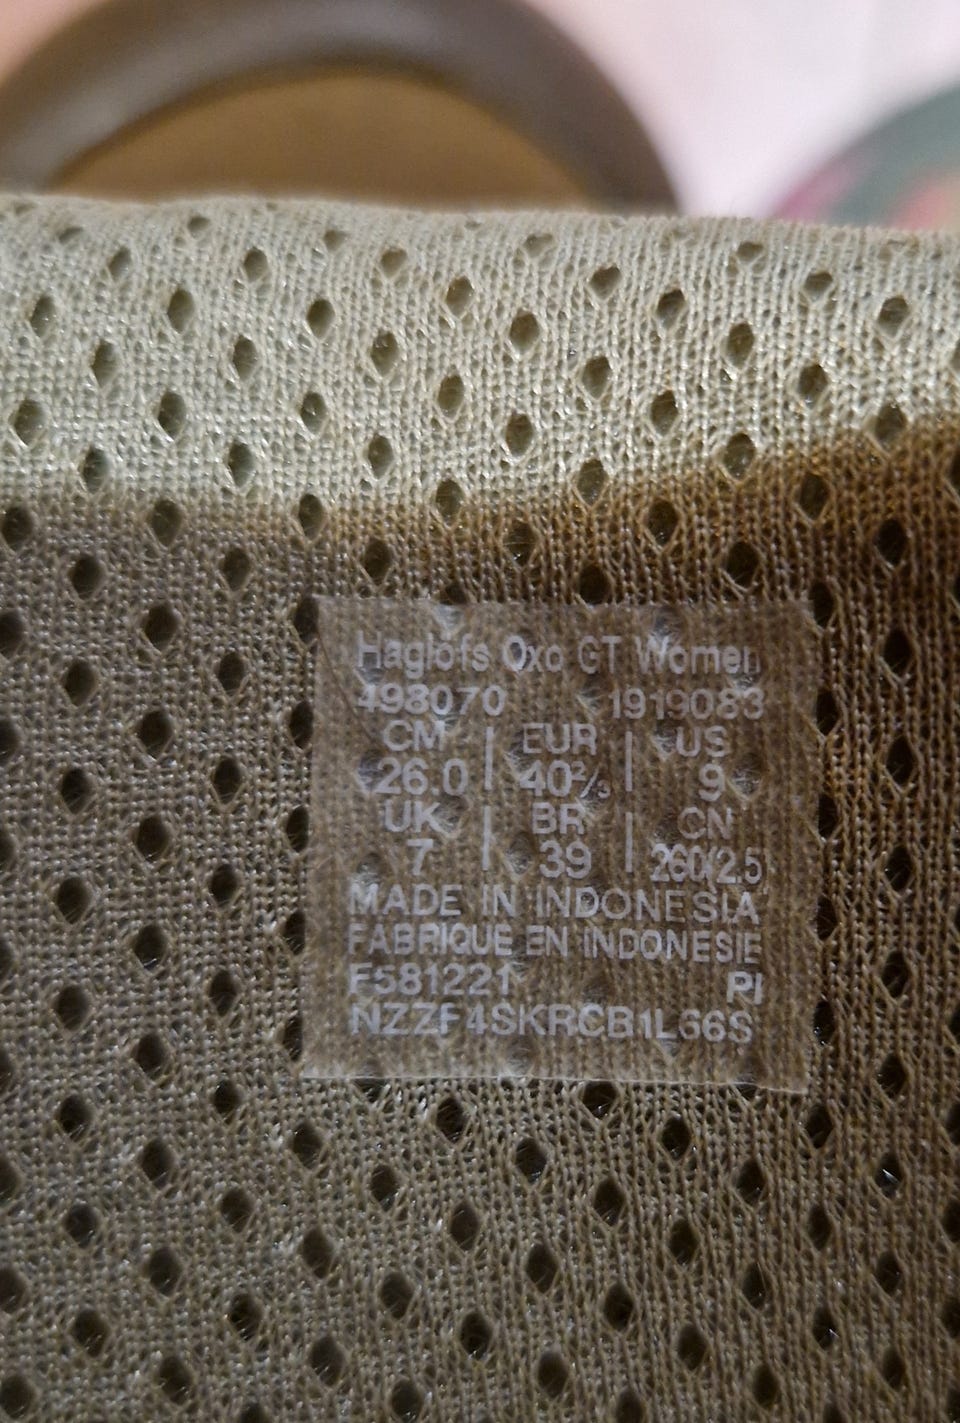 Haglöfs Oxo GT Women
498070 1919083
CM | EUR | US
26.0 | 40⅔ | 9
UK | BR | CN
7 | 39 | 260(2.5)
MADE IN INDONESIA
FABRIQUE EN INDONESIE
F581221 PI
NZZF4SKRCB1L66S